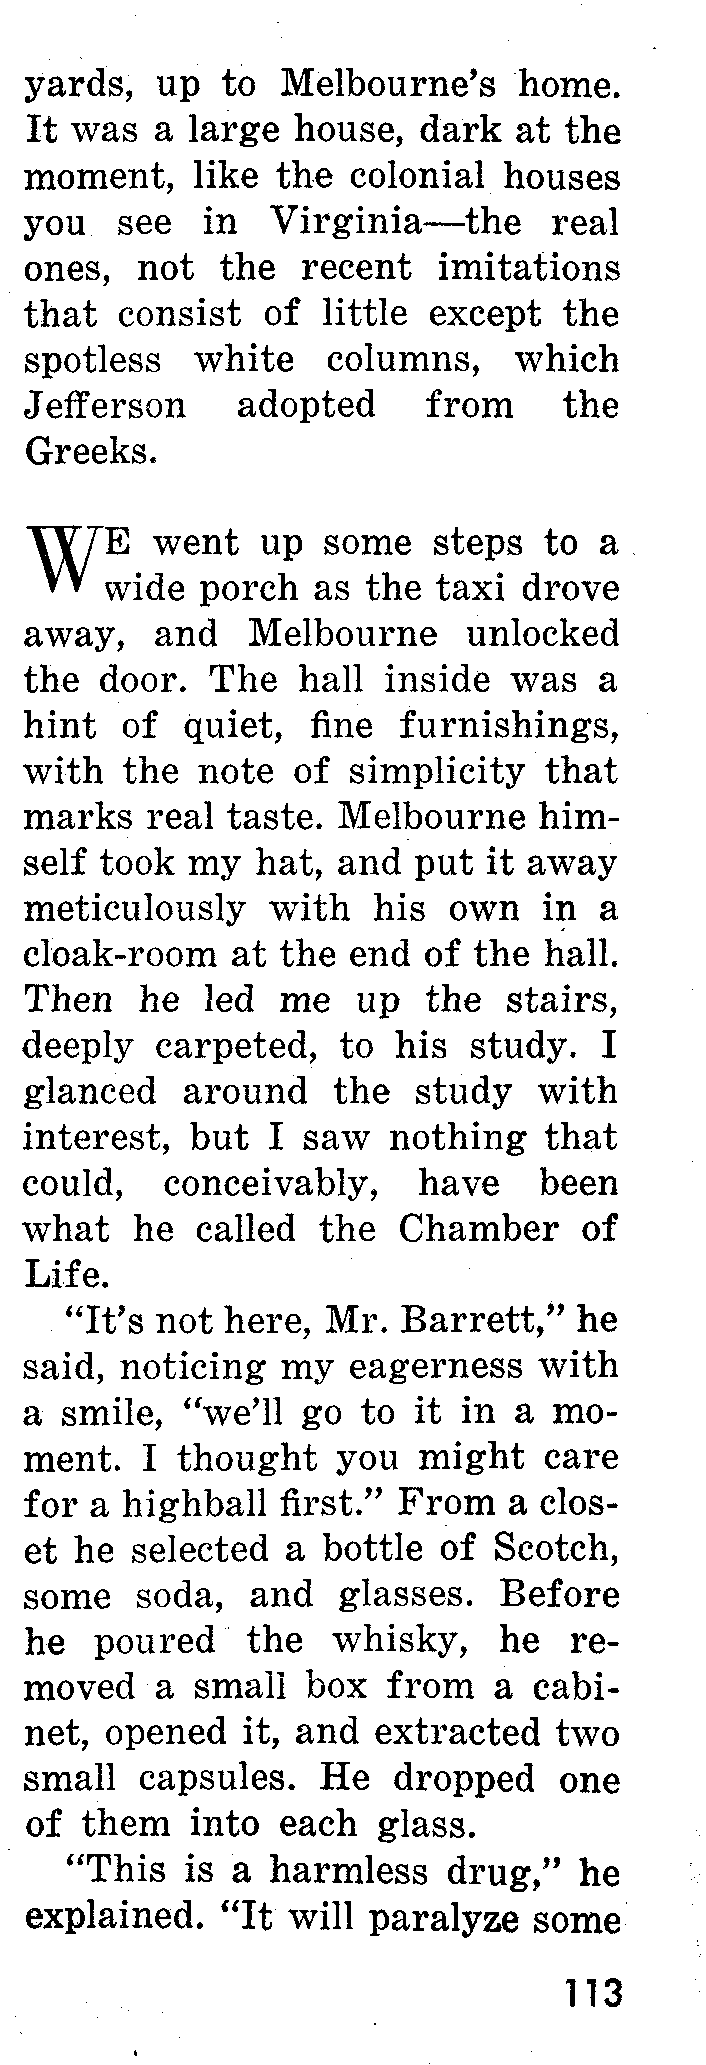 yards, up to Melbourne's home.
It was a large house, dark at the
moment, like the colonial houses
you see in Virginia—the real
ones, not the recent imitations
that consist of little except the
spotless white columns, which
Jefferson adopted from the
Greeks.
WE went up some steps to a
wide porch as the taxi drove
away, and Melbourne unlocked
the door. The hall inside was a
hint of quiet, fine furnishings,
with the note of simplicity that
marks real taste. Melbourne him-
self took my hat, and put it away
meticulously with his own in a
cloak-room at the end of the hall.
Then he led me up the stairs,
deeply carpeted, to his study. I
glanced around the study with
interest, but I saw nothing that
could, conceivably, have been
what he called the Chamber of
Life.
“It's not here, Mr. Barrett,” he
said, noticing my eagerness with
a smile, “we'll go to it in a mo-
ment. I thought you might care
for a highball first.” From a clos-
et he selected a bottle of Scotch,
some soda, and glasses. Before
he poured the whisky, he re-
moved a small box from a cabi-
net, opened it, and extracted two
small capsules. He dropped one
of them into each glass.
“This is a harmless drug,” he
explained. “It will paralyze some
113